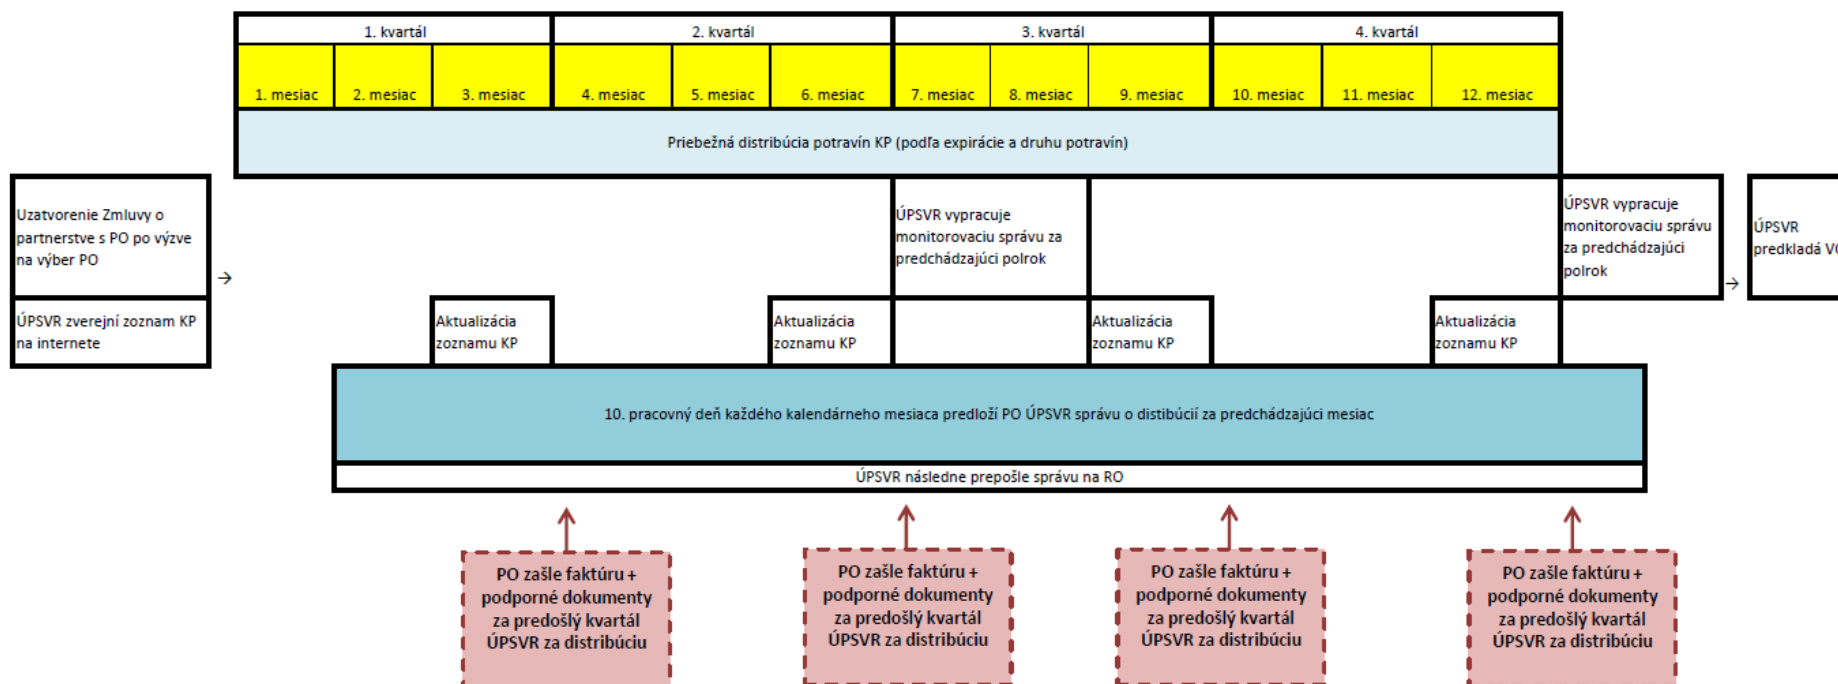 1. kvartál
2. kvartál
3. kvartál
4. kvartál
1. mesiac
2. mesiac
3. mesiac
4. mesiac
5. mesiac
6. mesiac
7. mesiac
8. mesiac
9. mesiac
10. mesiac
11. mesiac
12. mesiac
Priebežná distribúcia potravín KP (podľa expirácie a druhu potravín)
Uzatvorenie Zmluvy o
partnerstve s PO po výzve
na výber PO
→
ÚPSVR zverejní zoznam KP
na internete
ÚPSVR vypracuje
monitorovaciu správu za
predchádzajúci polrok
ÚPSVR vypracuje
monitorovaciu správu
za predchádzajúci
polrok
→
ÚPSVR
predkladá
Aktualizácia
zoznamu KP
Aktualizácia
zoznamu KP
Aktualizácia
zoznamu KP
Aktualizácia
zoznamu KP
10. pracovný deň každého kalendárneho mesiaca predloží PO ÚPSVR správu o distibúcií za predchádzajúci mesiac
ÚPSVR následne prepošle správu na RO
PO zašle faktúru +
podporné dokumenty
za predošlý kvartál
ÚPSVR za distribúciu
PO zašle faktúru +
podporné dokumenty
za predošlý kvartál
ÚPSVR za distribúciu
PO zašle faktúru +
podporné dokumenty
za predošlý kvartál
ÚPSVR za distribúciu
PO zašle faktúru +
podporné dokumenty
za predošlý kvartál
ÚPSVR za distribúciu